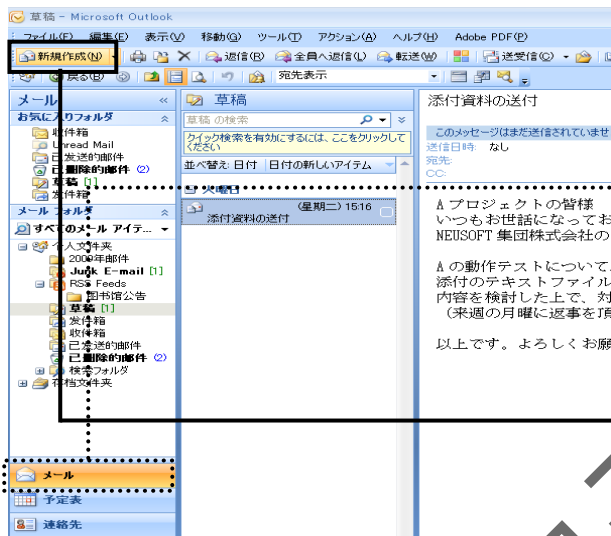 草稿 - Microsoft Outlook
ファイル(F) 編集(E) 表示(V) 移動(G) ツール(T) アクション(A) ヘルプ(H) Adobe PDF(P)
新規作成(N) 返信(R) 全員へ返信(L) 転送(W) 送受信(C)
戻る(B) 宛先表示
メール
お気に入りフォルダ
收件箱
Unread Mail
已发送的邮件
已删除的邮件 (2)
草稿 [1]
发件箱
メール フォルダ
すべてのメール アイテ...
个人文件夹
2009年邮件
Junk E-mail [1]
RSS Feeds
图书馆公告
草稿 [1]
发件箱
收件箱
已发送的邮件
已删除的邮件 (2)
検索フォルダ
存档文件夹
メール
予定表
連絡先
草稿
草稿 の検索
クイック検索を有効にするには、ここをクリックして
ください
並べ替え: 日付 日付の新しいアイテム
火曜日
(星期二) 15:16
添付資料の送付
添付資料の送付
このメッセージはまだ送信されていませ
送信日時: なし
宛先:
CC:
A プロジェクトの皆様
いつもお世話になってお
NEUSOFT 集団株式会社の
A の動作テストについて
添付のテキストファイル
内容を検討した上で、対
（来週の月曜に返事を頂
以上です。よろしくお願